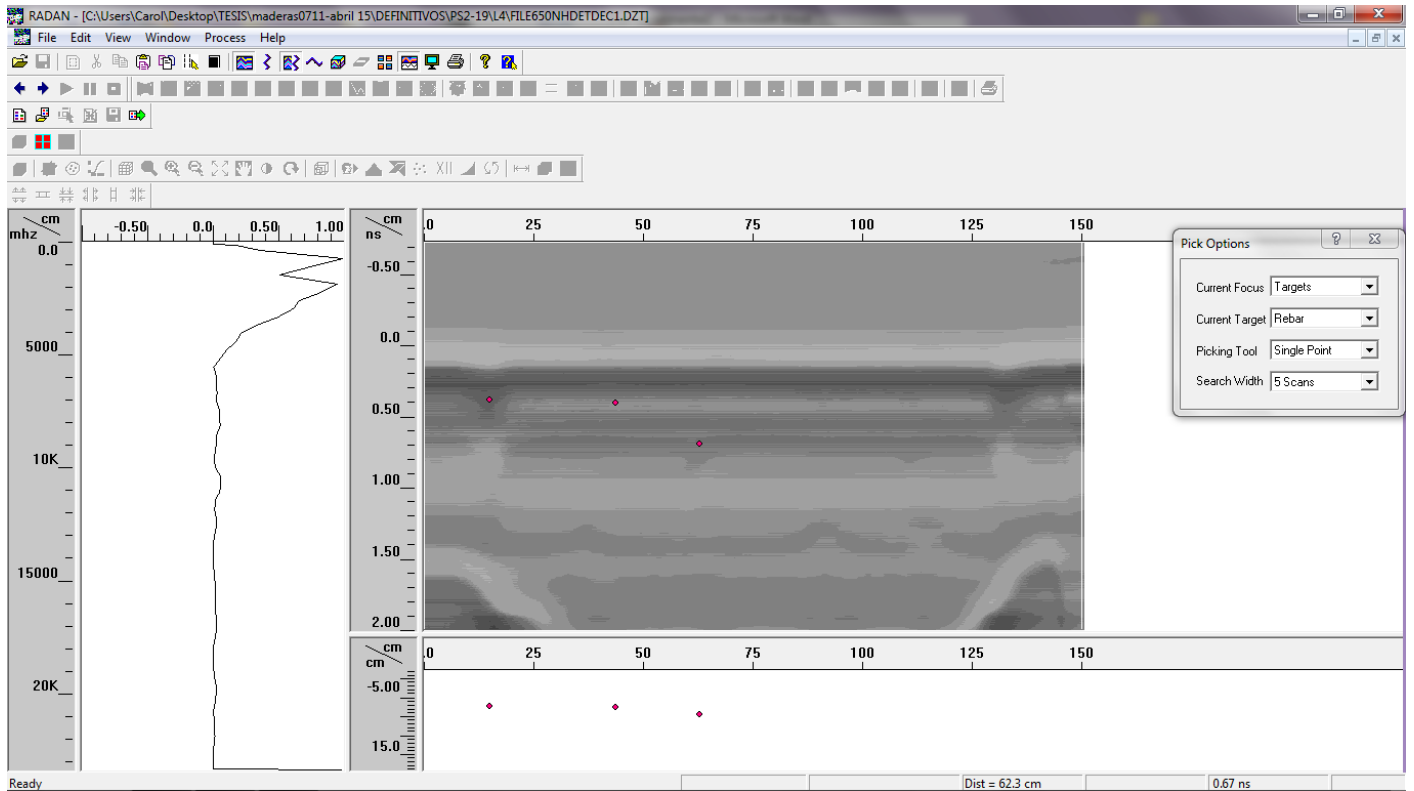 RADAN - [C:\Users\Carol\Desktop\TESIS\maderas0711-abril 15\DEFINITIVOS\PS2-19\L4\FILE650NHDETDEC1.DZT]
File Edit View Window Process Help
cm
mhz
-0.50 0.0 0.50 1.00
cm
ns
.0 25 50 75 100 125 150
0.0
5000
10K
15000
20K
-0.50
0.0
0.50
1.00
1.50
2.00
Pick Options
Current Focus Targets
Current Target Rebar
Picking Tool Single Point
Search Width 5 Scans
cm
cm
.0 25 50 75 100 125 150
-5.00
15.0
Ready Dist = 62.3 cm 0.67 ns